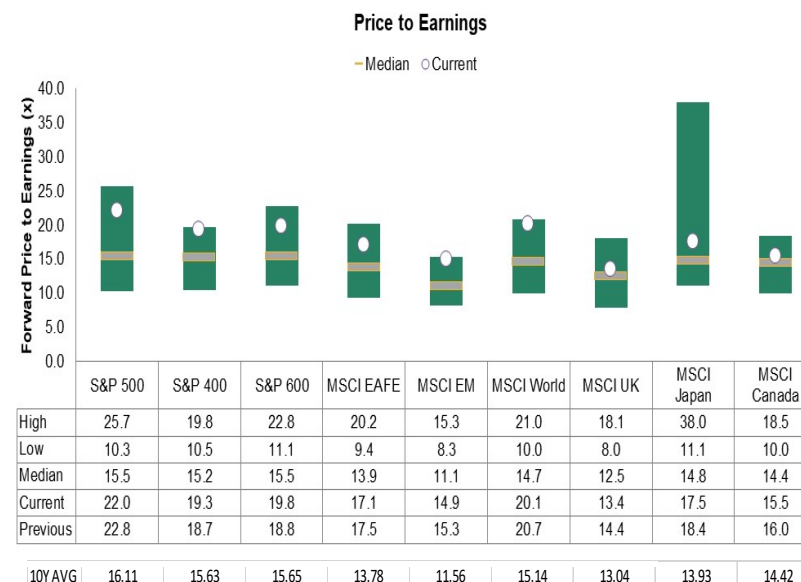 Price to Earnings
Median Current
Forward Price to Earnings (x)
40.0
35.0
30.0
25.0
20.0
15.0
10.0
5.0
0.0
S&P 500 S&P 400 S&P 600 MSCI EAFE MSCI EM MSCI World MSCI UK MSCI Japan MSCI Canada
High 25.7 19.8 22.8 20.2 15.3 21.0 18.1 38.0 18.5
Low 10.3 10.5 11.1 9.4 8.3 10.0 8.0 11.1 10.0
Median 15.5 15.2 15.5 13.9 11.1 14.7 12.5 14.8 14.4
Current 22.0 19.3 19.8 17.1 14.9 20.1 13.4 17.5 15.5
Previous 22.8 18.7 18.8 17.5 15.3 20.7 14.4 18.4 16.0
10Y AVG 16.11 15.63 15.65 13.78 11.56 15.14 13.04 13.93 14.42